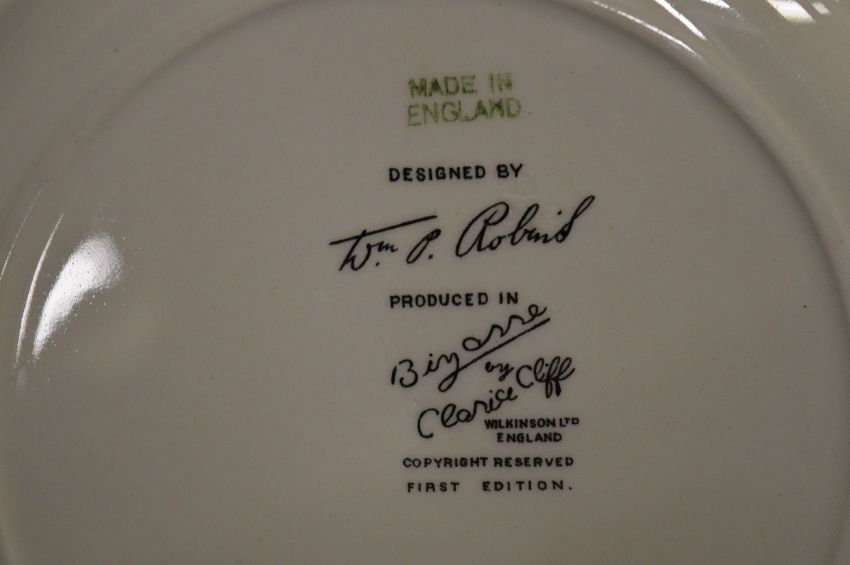 MADE IN
ENGLAND
DESIGNED BY
Wm. P. Robins
PRODUCED IN
Bizarre
by
Clarice Cliff
WILKINSON LTD
ENGLAND
COPYRIGHT RESERVED
FIRST EDITION.